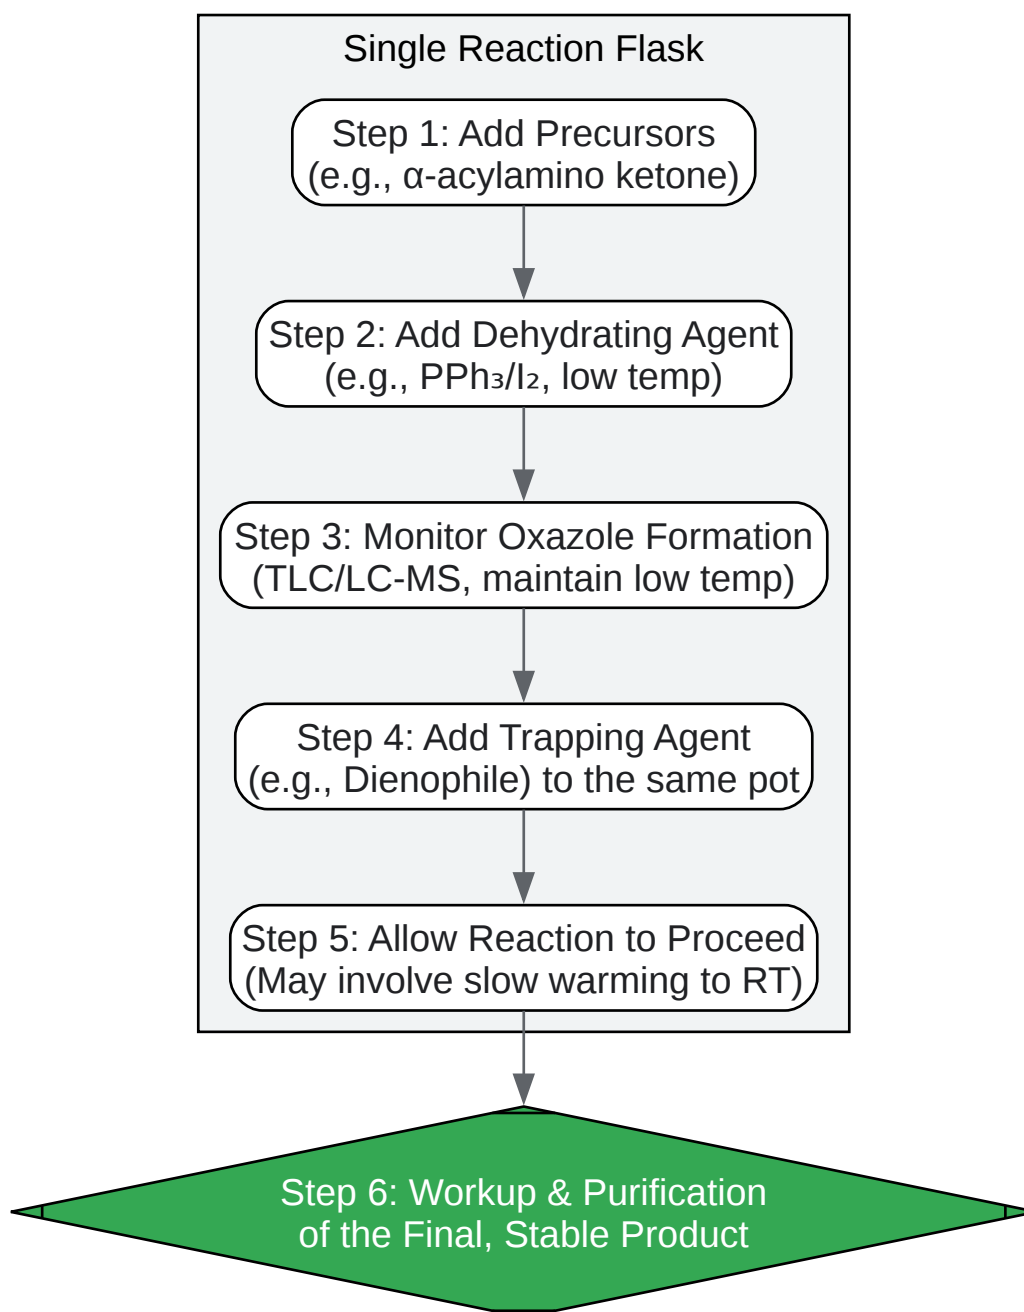 Single Reaction Flask
Step 1: Add Precursors
(e.g., α-acylamino ketone)
Step 2: Add Dehydrating Agent
(e.g., PPh₃/I₂, low temp)
Step 3: Monitor Oxazole Formation
(TLC/LC-MS, maintain low temp)
Step 4: Add Trapping Agent
(e.g., Dienophile) to the same pot
Step 5: Allow Reaction to Proceed
(May involve slow warming to RT)
Step 6: Workup & Purification
of the Final, Stable Product